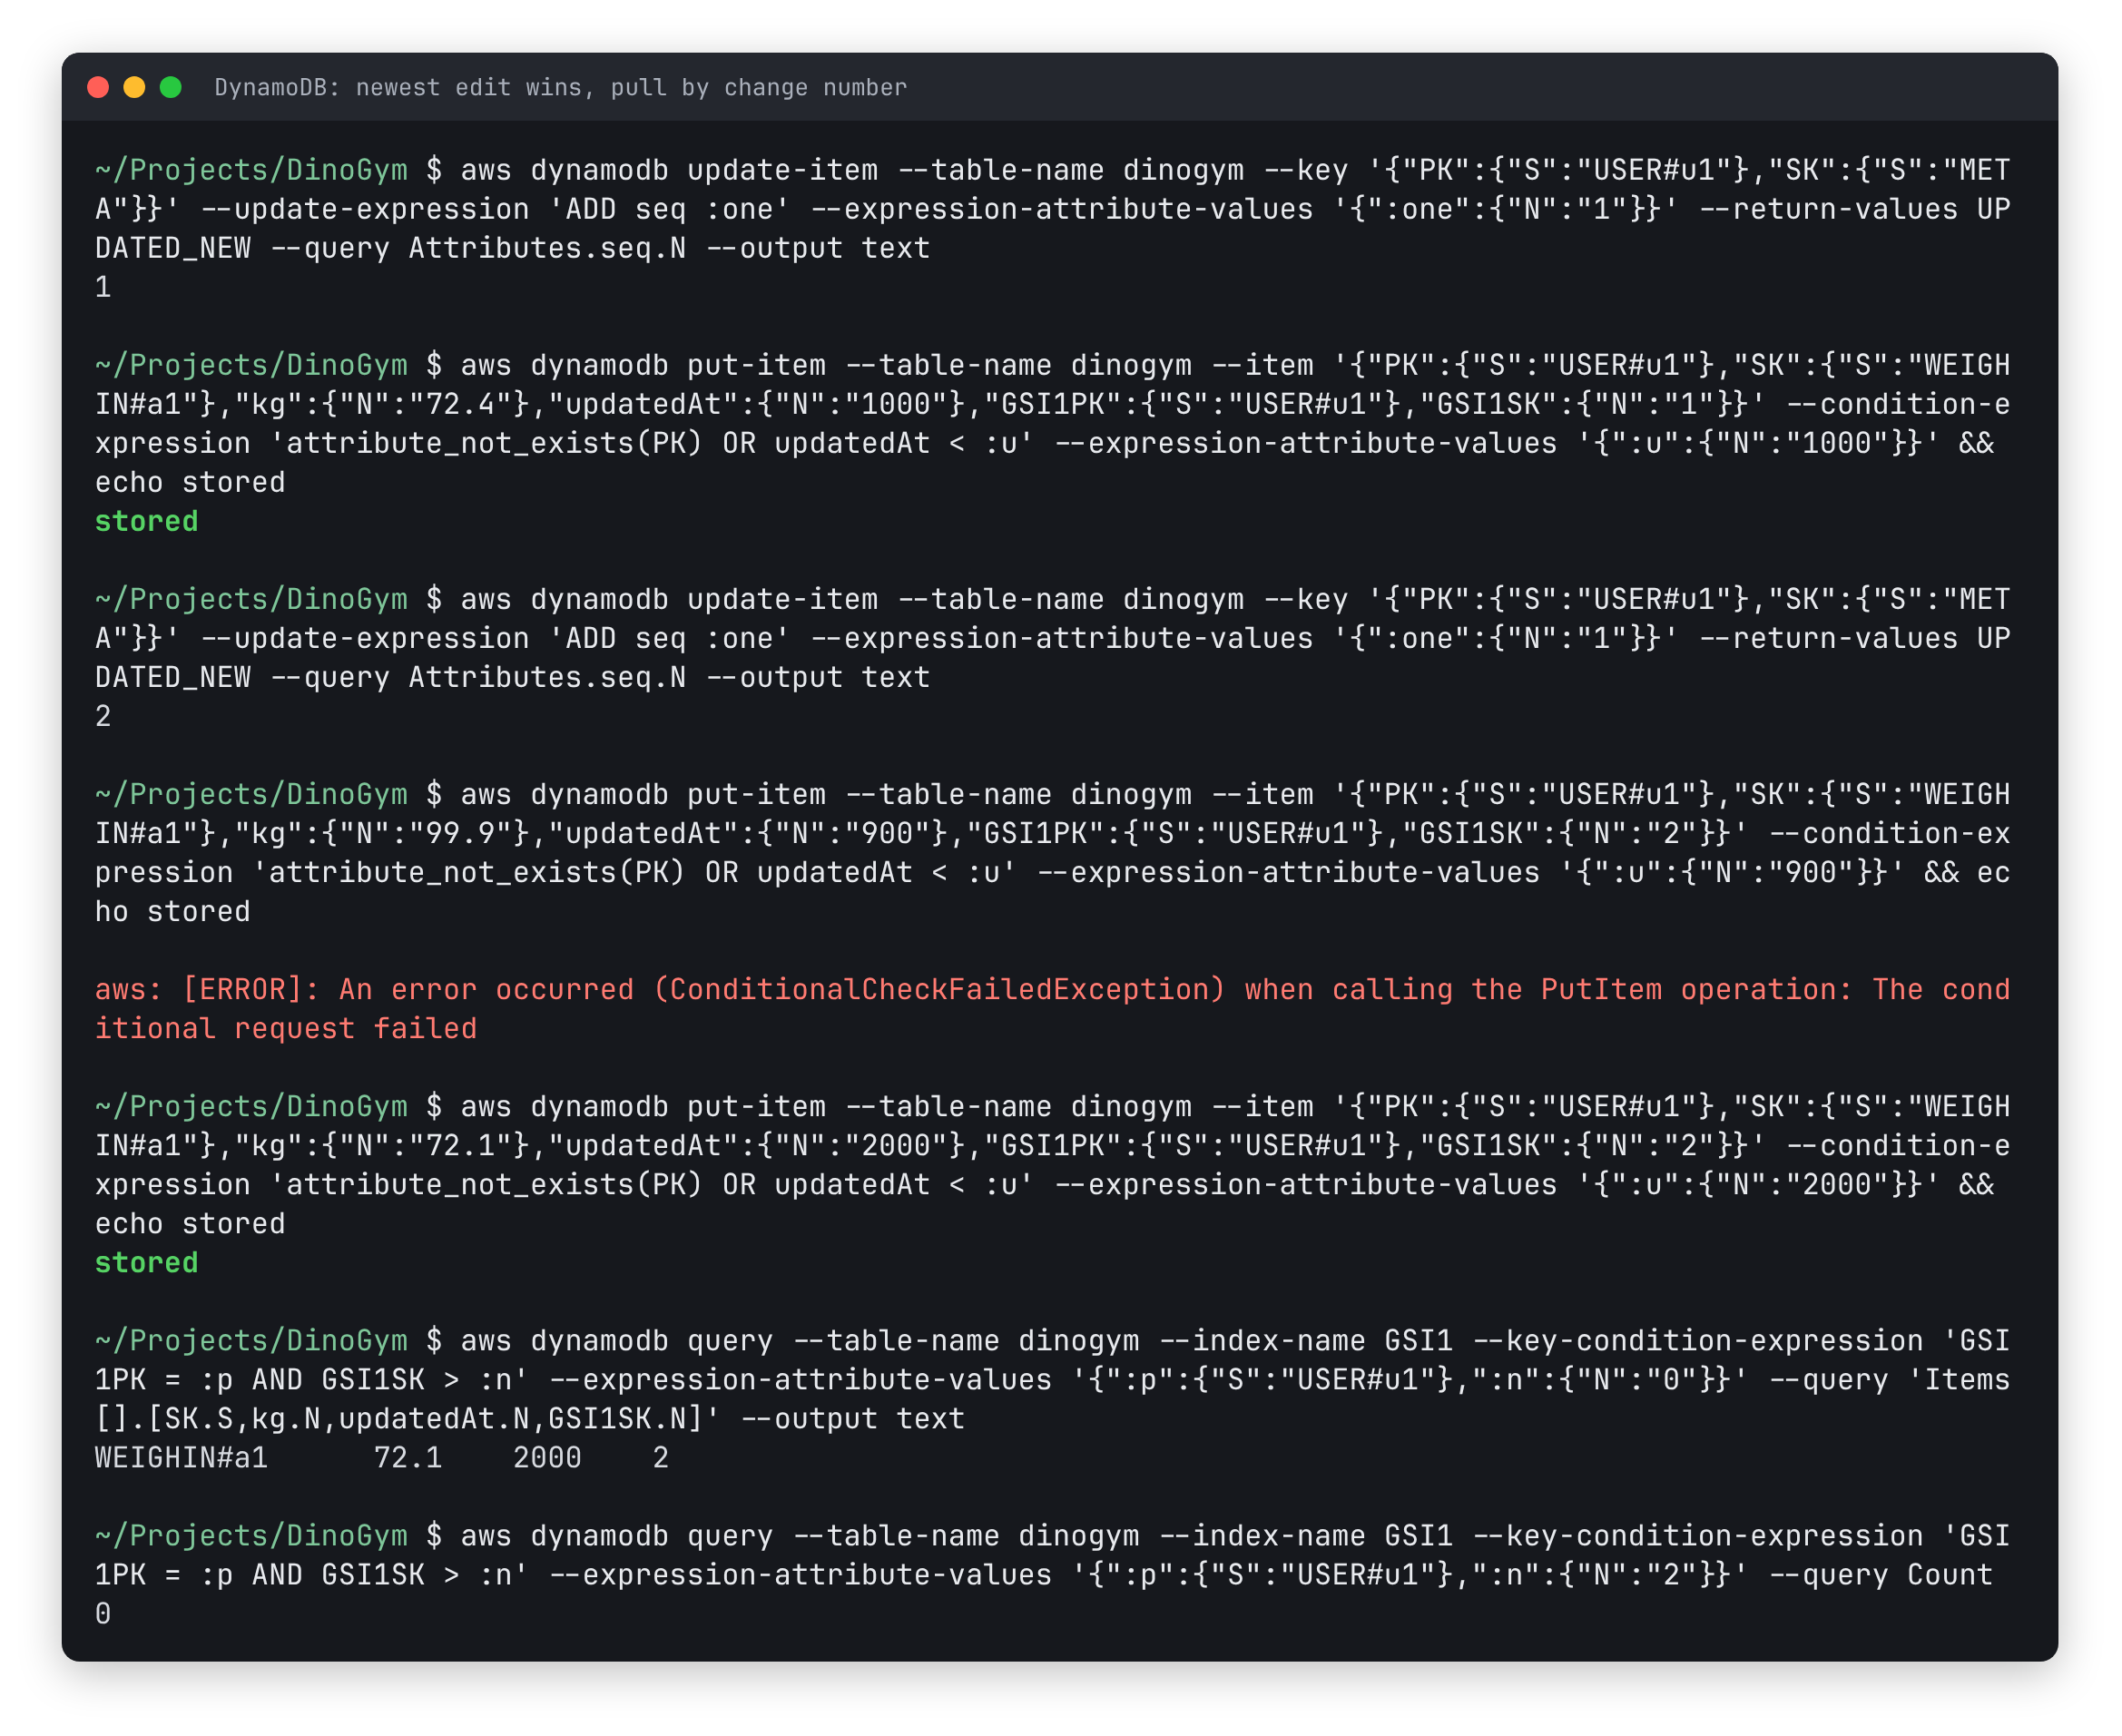 DynamoDB: newest edit wins, pull by change number
~/Projects/DinoGym $ aws dynamodb update-item --table-name dinogym --key '{"PK":{"S":"USER#u1"},"SK":{"S":"MET
A"}}' --update-expression 'ADD seq :one' --expression-attribute-values '{":one":{"N":"1"}}' --return-values UP
DATED_NEW --query Attributes.seq.N --output text
1
~/Projects/DinoGym $ aws dynamodb put-item --table-name dinogym --item '{"PK":{"S":"USER#u1"},"SK":{"S":"WEIGH
IN#a1"},"kg":{"N":"72.4"},"updatedAt":{"N":"1000"},"GSI1PK":{"S":"USER#u1"},"GSI1SK":{"N":"1"}}' --condition-e
xpression 'attribute_not_exists(PK) OR updatedAt < :u' --expression-attribute-values '{":u":{"N":"1000"}}' &&
echo stored
stored
~/Projects/DinoGym $ aws dynamodb update-item --table-name dinogym --key '{"PK":{"S":"USER#u1"},"SK":{"S":"MET
A"}}' --update-expression 'ADD seq :one' --expression-attribute-values '{":one":{"N":"1"}}' --return-values UP
DATED_NEW --query Attributes.seq.N --output text
2
~/Projects/DinoGym $ aws dynamodb put-item --table-name dinogym --item '{"PK":{"S":"USER#u1"},"SK":{"S":"WEIGH
IN#a1"},"kg":{"N":"99.9"},"updatedAt":{"N":"900"},"GSI1PK":{"S":"USER#u1"},"GSI1SK":{"N":"2"}}' --condition-ex
pression 'attribute_not_exists(PK) OR updatedAt < :u' --expression-attribute-values '{":u":{"N":"900"}}' && ec
ho stored
aws: [ERROR]: An error occurred (ConditionalCheckFailedException) when calling the PutItem operation: The cond
itional request failed
~/Projects/DinoGym $ aws dynamodb put-item --table-name dinogym --item '{"PK":{"S":"USER#u1"},"SK":{"S":"WEIGH
IN#a1"},"kg":{"N":"72.1"},"updatedAt":{"N":"2000"},"GSI1PK":{"S":"USER#u1"},"GSI1SK":{"N":"2"}}' --condition-e
xpression 'attribute_not_exists(PK) OR updatedAt < :u' --expression-attribute-values '{":u":{"N":"2000"}}' &&
echo stored
stored
~/Projects/DinoGym $ aws dynamodb query --table-name dinogym --index-name GSI1 --key-condition-expression 'GSI
1PK = :p AND GSI1SK > :n' --expression-attribute-values '{":p":{"S":"USER#u1"},":n":{"N":"0"}}' --query 'Items
[].[SK.S,kg.N,updatedAt.N,GSI1SK.N]' --output text
WEIGHIN#a1      72.1    2000    2
~/Projects/DinoGym $ aws dynamodb query --table-name dinogym --index-name GSI1 --key-condition-expression 'GSI
1PK = :p AND GSI1SK > :n' --expression-attribute-values '{":p":{"S":"USER#u1"},":n":{"N":"2"}}' --query Count
0